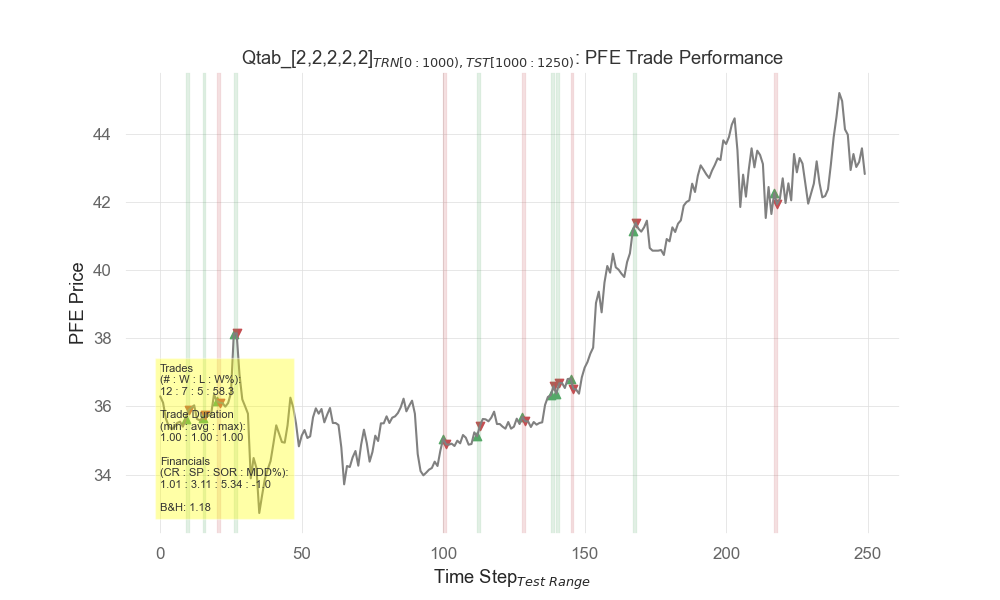 Qtab_[2,2,2,2,2]TRN[0 : 1000), TST[1000 : 1250): PFE Trade Performance
44
42
40
38
36
34
PFE Price
Trades
(# : W : L : W%):
12 : 7 : 5 : 58.3
Trade Duration
(min : avg : max):
1.00 : 1.00 : 1.00
Financials
(CR : SP : SOR : MDD%):
1.01 : 3.11 : 5.34 : -1.0
B&H: 1.18
0 50 100 150 200 250
Time StepTest Range